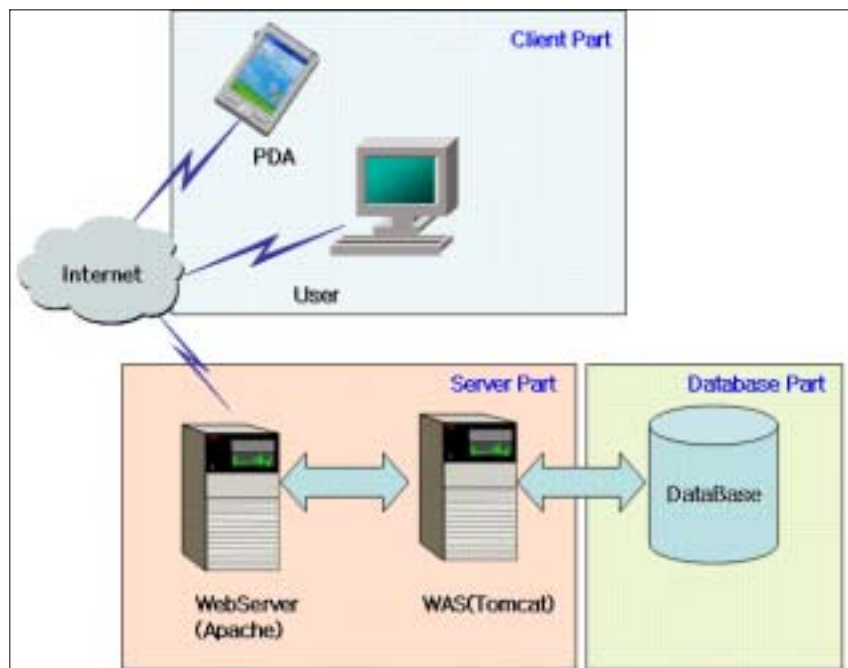 Client Part
PDA
Internet
User
Server Part
Database Part
DataBase
WebServer
(Apache)
WAS(Tomcat)